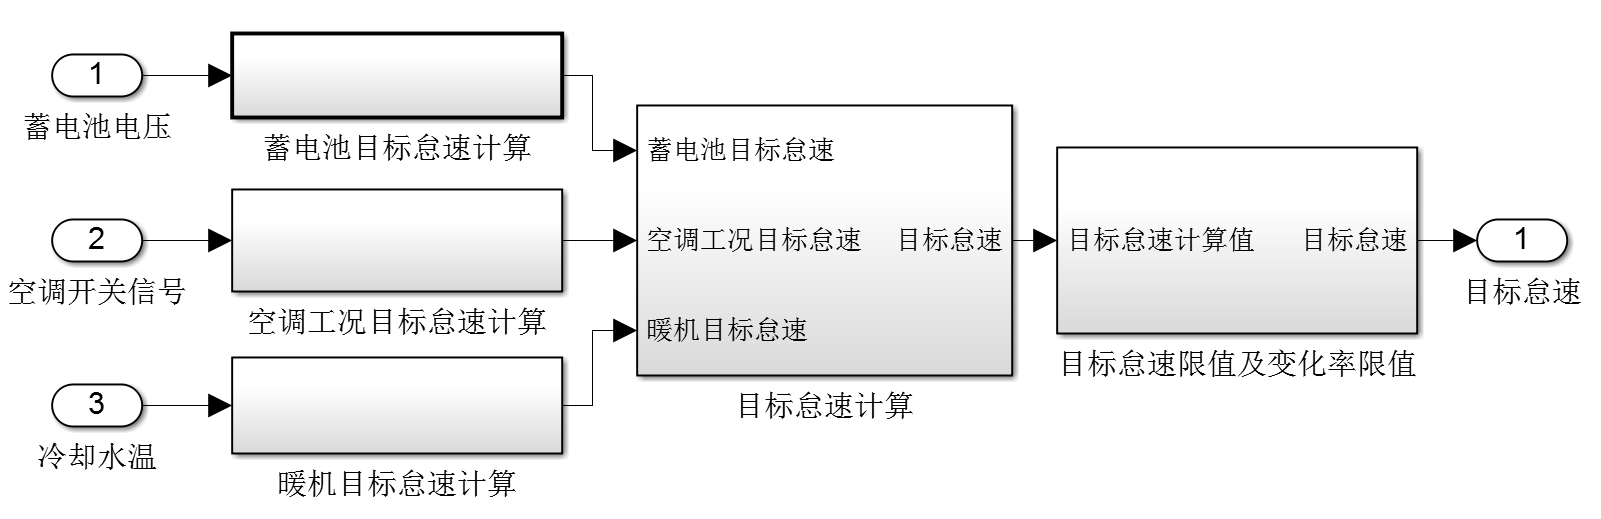 1
蓄电池电压
蓄电池目标怠速计算
2
空调开关信号
空调工况目标怠速计算
3
冷却水温
暖机目标怠速计算
蓄电池目标怠速
空调工况目标怠速
目标怠速
暖机目标怠速
目标怠速计算
目标怠速计算值
目标怠速
目标怠速限值及变化率限值
1
目标怠速